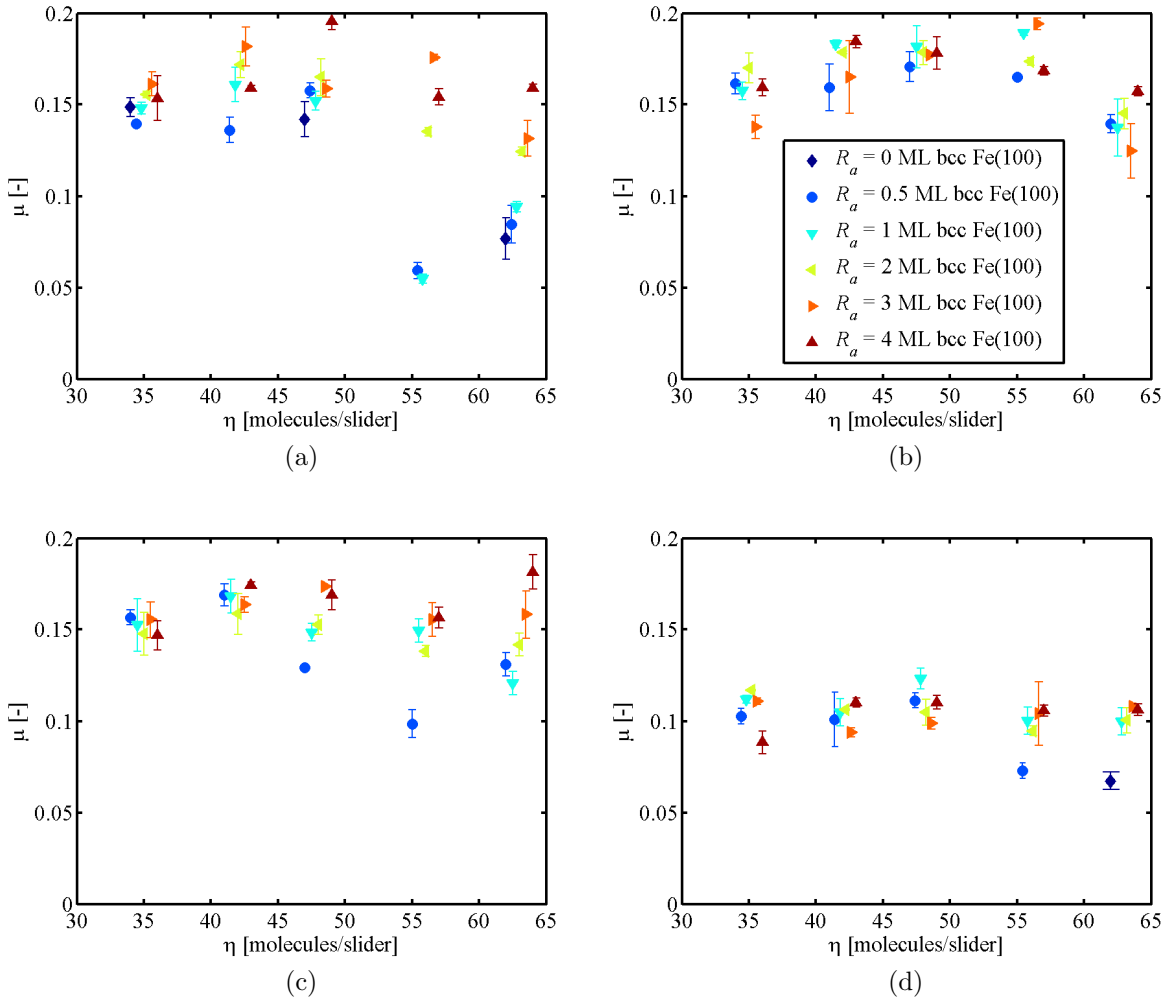 0.2
0.15
0.1
0.05
0
μ [-]
30 35 40 45 50 55 60 65
η [molecules/slider]
(a)
0.2
0.15
0.1
0.05
0
μ [-]
30 35 40 45 50 55 60 65
η [molecules/slider]
(b)
Rₐ = 0 ML bcc Fe(100)
Rₐ = 0.5 ML bcc Fe(100)
Rₐ = 1 ML bcc Fe(100)
Rₐ = 2 ML bcc Fe(100)
Rₐ = 3 ML bcc Fe(100)
Rₐ = 4 ML bcc Fe(100)
0.2
0.15
0.1
0.05
0
μ [-]
30 35 40 45 50 55 60 65
η [molecules/slider]
(c)
0.2
0.15
0.1
0.05
0
μ [-]
30 35 40 45 50 55 60 65
η [molecules/slider]
(d)